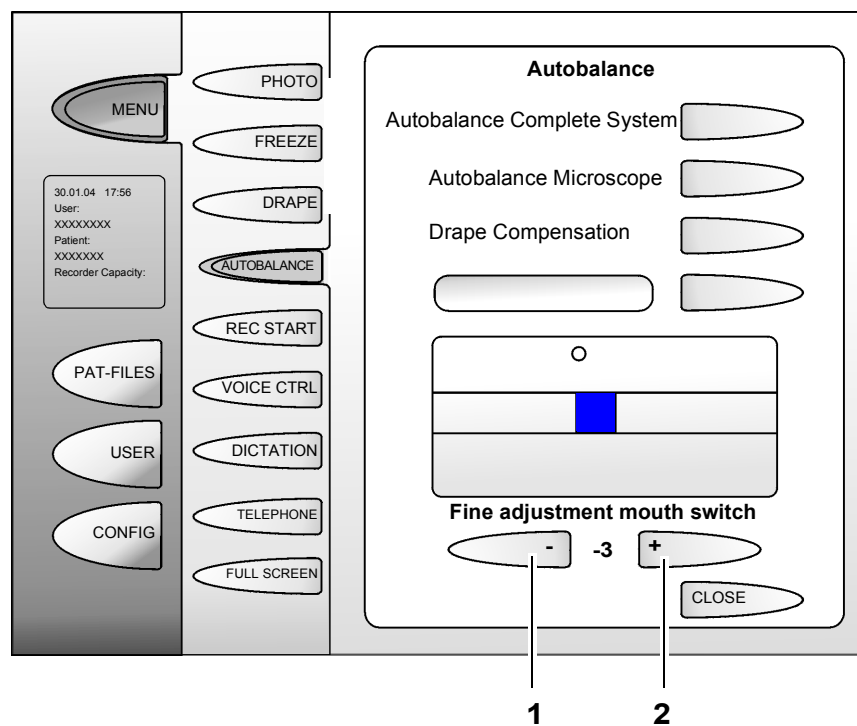 MENU
30.01.04 17:56
User:
XXXXXXXX
Patient:
XXXXXXX
Recorder Capacity:
PAT-FILES
USER
CONFIG
PHOTO
FREEZE
DRAPE
AUTOBALANCE
REC START
VOICE CTRL
DICTATION
TELEPHONE
FULL SCREEN
Autobalance
Autobalance Complete System
Autobalance Microscope
Drape Compensation
Fine adjustment mouth switch
- -3 +
CLOSE
1 2